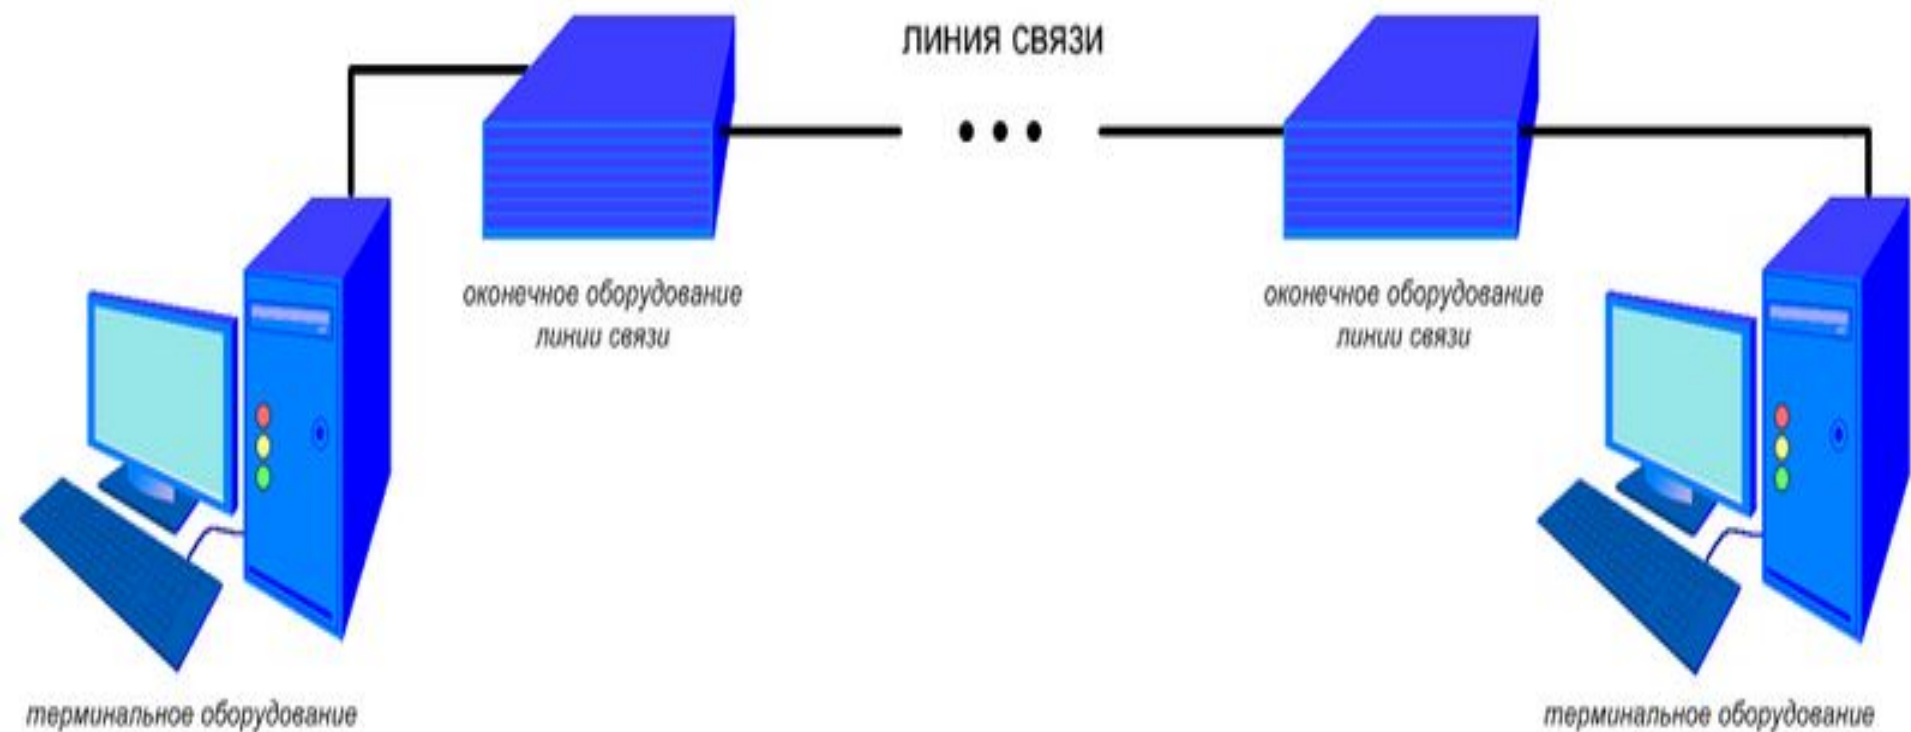 линия связи
оконечное оборудование
линии связи
оконечное оборудование
линии связи
терминальное оборудование
терминальное оборудование